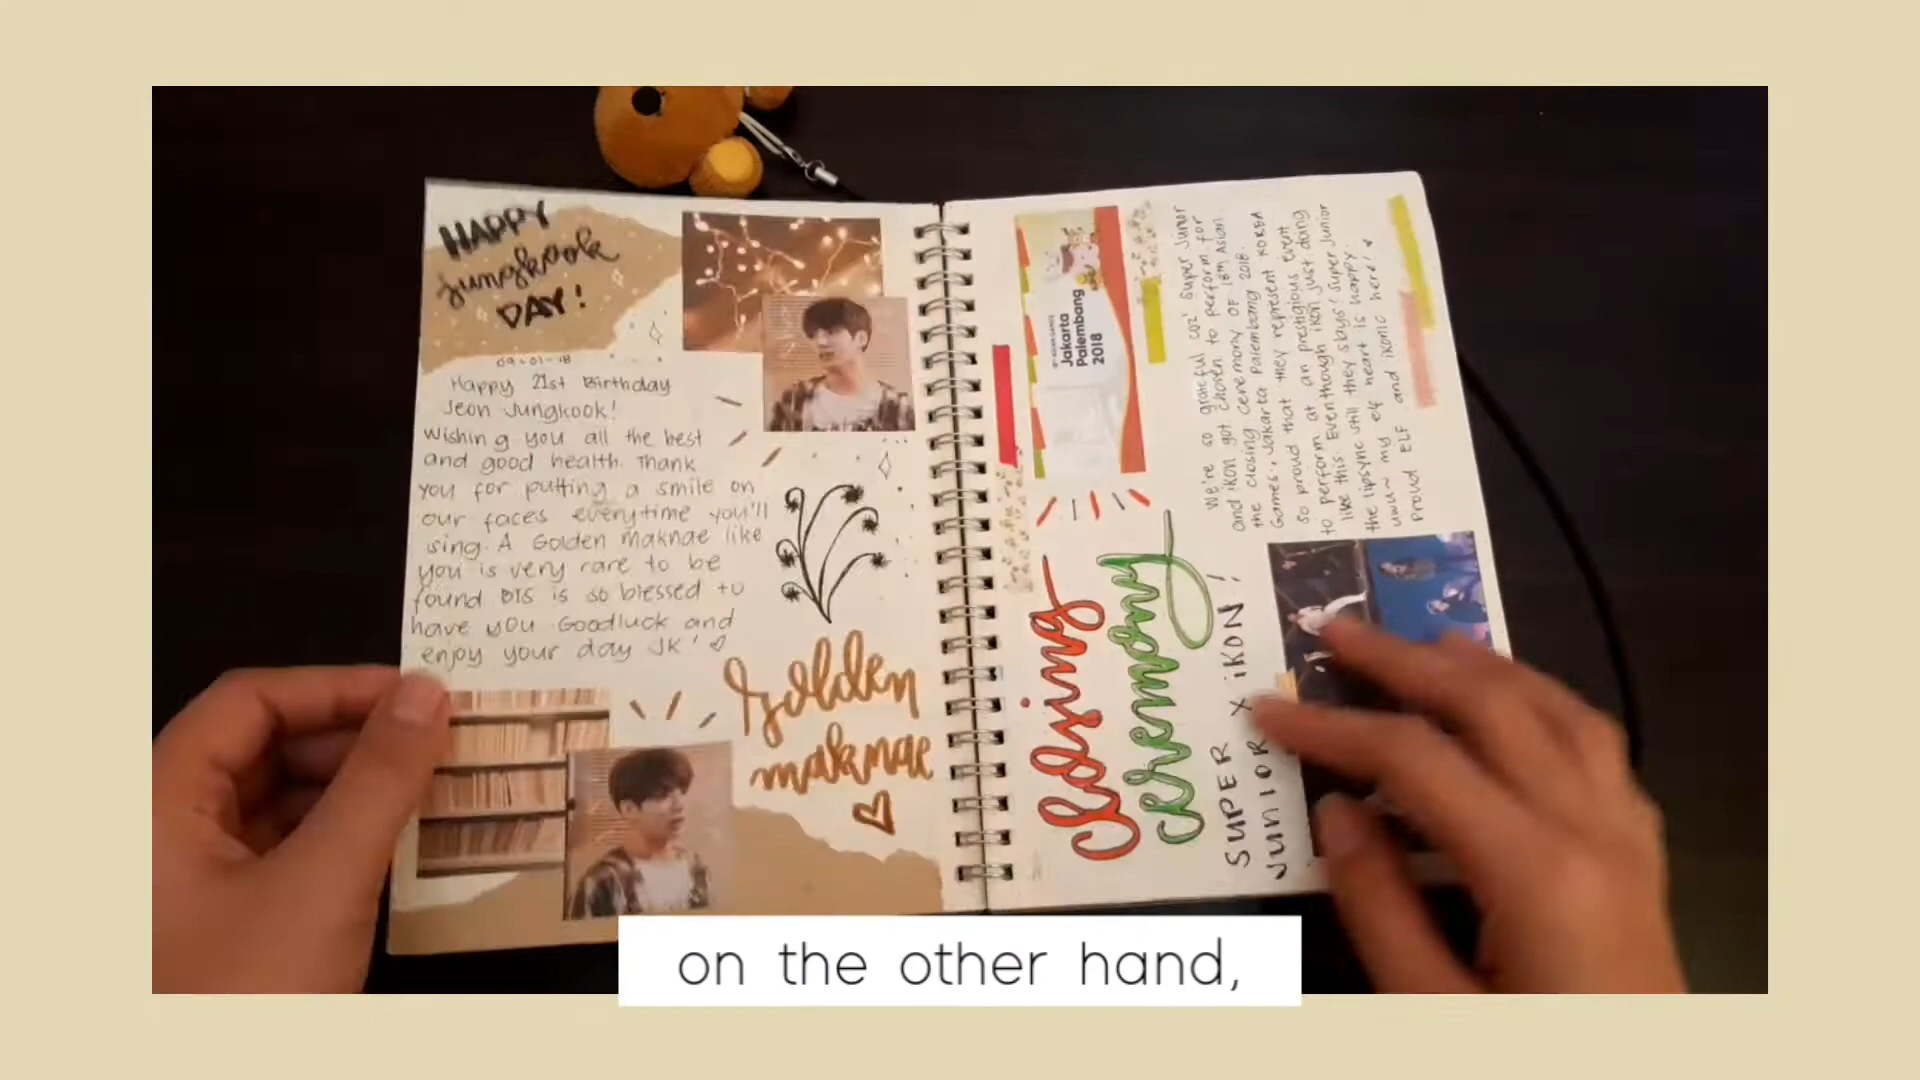 HAPPY
Jungkook
DAY!
09-01-18
Happy 21st Birthday
Jeon Jungkook!
Wishing you all the best
and good health. Thank
you for putting a smile on
our faces everytime you'll
sing. A Golden Maknae like
you is very rare to be
found BTS is so blessed to
have you. Goodluck and
enjoy your day JK!
Golden
maknae
Jakarta
Palembang
2018
Closing
ceremony
SUPER
JUNIOR X iKON!
We're so grateful coz' Super Junior
and iKON got chosen to perform for
the closing ceremony of 18th Asian
Games, Jakarta Palembang 2018.
So proud that they represent KOREA
to perform at an prestigious event
like this. Eventhough iKON just doing
the lipsync still they slays! Super Junior
uwu~ my elf heart is happy.
Proud ELF and iKONIC here!
on the other hand,